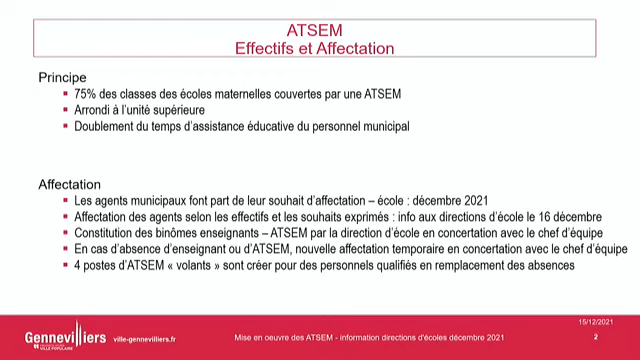 ATSEM
Effectifs et Affectation
Principe
75% des classes des écoles maternelles couvertes par une ATSEM
Arrondi à l'unité supérieure
Doublement du temps d'assistance éducative du personnel municipal
Affectation
Les agents municipaux font part de leur souhait d'affectation – école : décembre 2021
Affectation des agents selon les effectifs et les souhaits exprimés : info aux directions d'école le 16 décembre
Constitution des binômes enseignants – ATSEM par la direction d'école en concertation avec le chef d'équipe
En cas d'absence d'enseignant ou d'ATSEM, nouvelle affectation temporaire en concertation avec le chef d'équipe
4 postes d'ATSEM « volants » sont créer pour des personnels qualifiés en remplacement des absences
15/12/2021
Gennevilliers
VILLE POPULAIRE
ville-gennevilliers.fr
Mise en oeuvre des ATSEM - information directions d'écoles décembre 2021
2